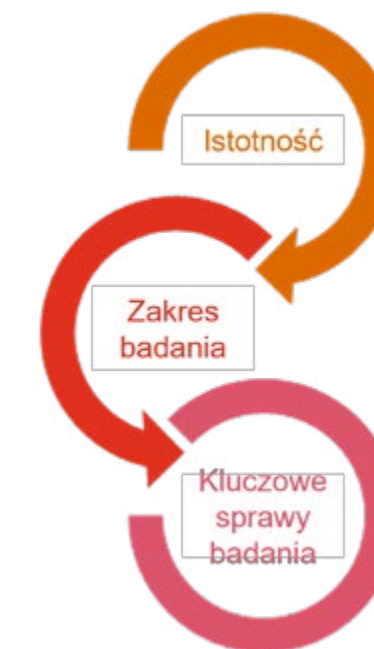 Istotność
Zakres
badania
Kluczowe
sprawy
badania